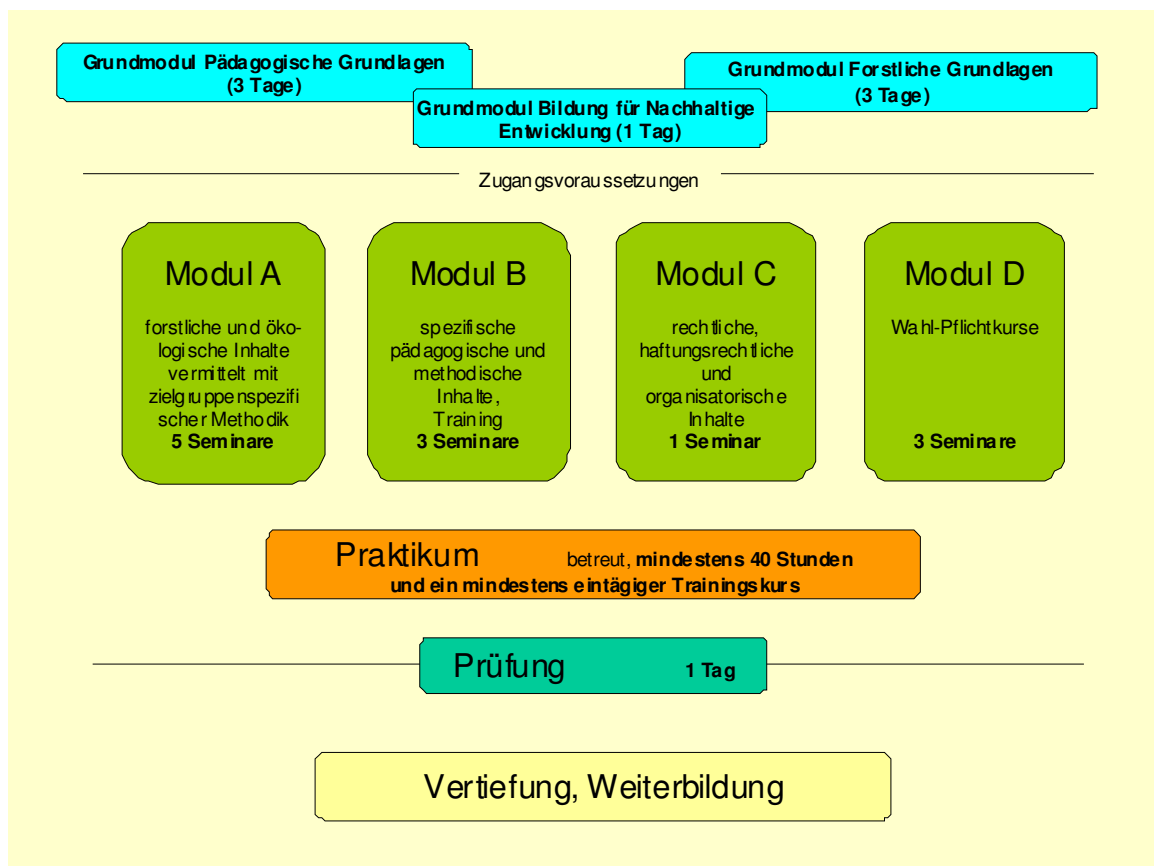 Grundmodul Pädagogische Grundlagen
(3 Tage)
Grundmodul Forstliche Grundlagen
(3 Tage)
Grundmodul Bildung für Nachhaltige
Entwicklung (1 Tag)
Zugangsvoraussetzungen
Modul A
forstliche und öko-
logische Inhalte
vermittelt mit
zielgruppenspezifi
scher Methodik
5 Seminare
Modul B
spezifische
pädagogische und
methodische
Inhalte,
Training
3 Seminare
Modul C
rechtliche,
haftungsrechtliche
und
organisatorische
Inhalte
1 Seminar
Modul D
Wahl-Pflichtkurse
3 Seminare
Praktikum betreut, mindestens 40 Stunden
und ein mindestens eintägiger Trainingskurs
Prüfung 1 Tag
Vertiefung, Weiterbildung